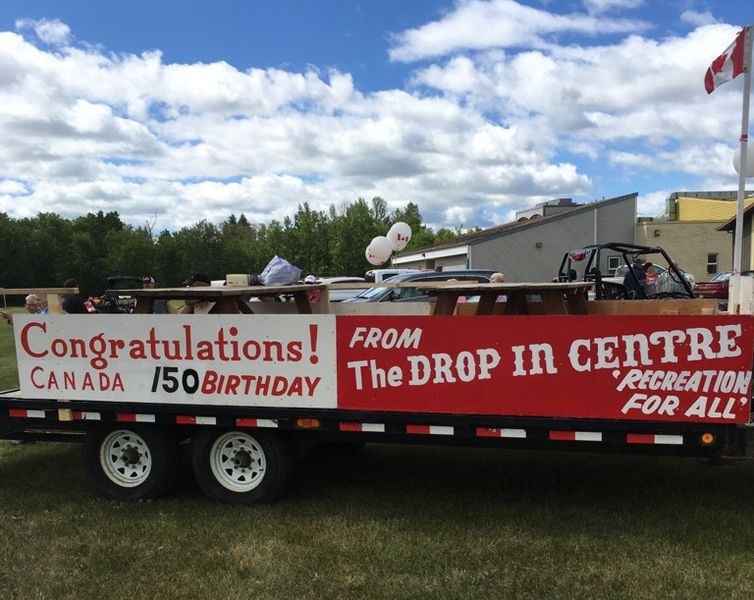 Congratulations!
CANADA 150 BIRTHDAY
FROM
The DROP IN CENTRE
'RECREATION
FOR ALL'